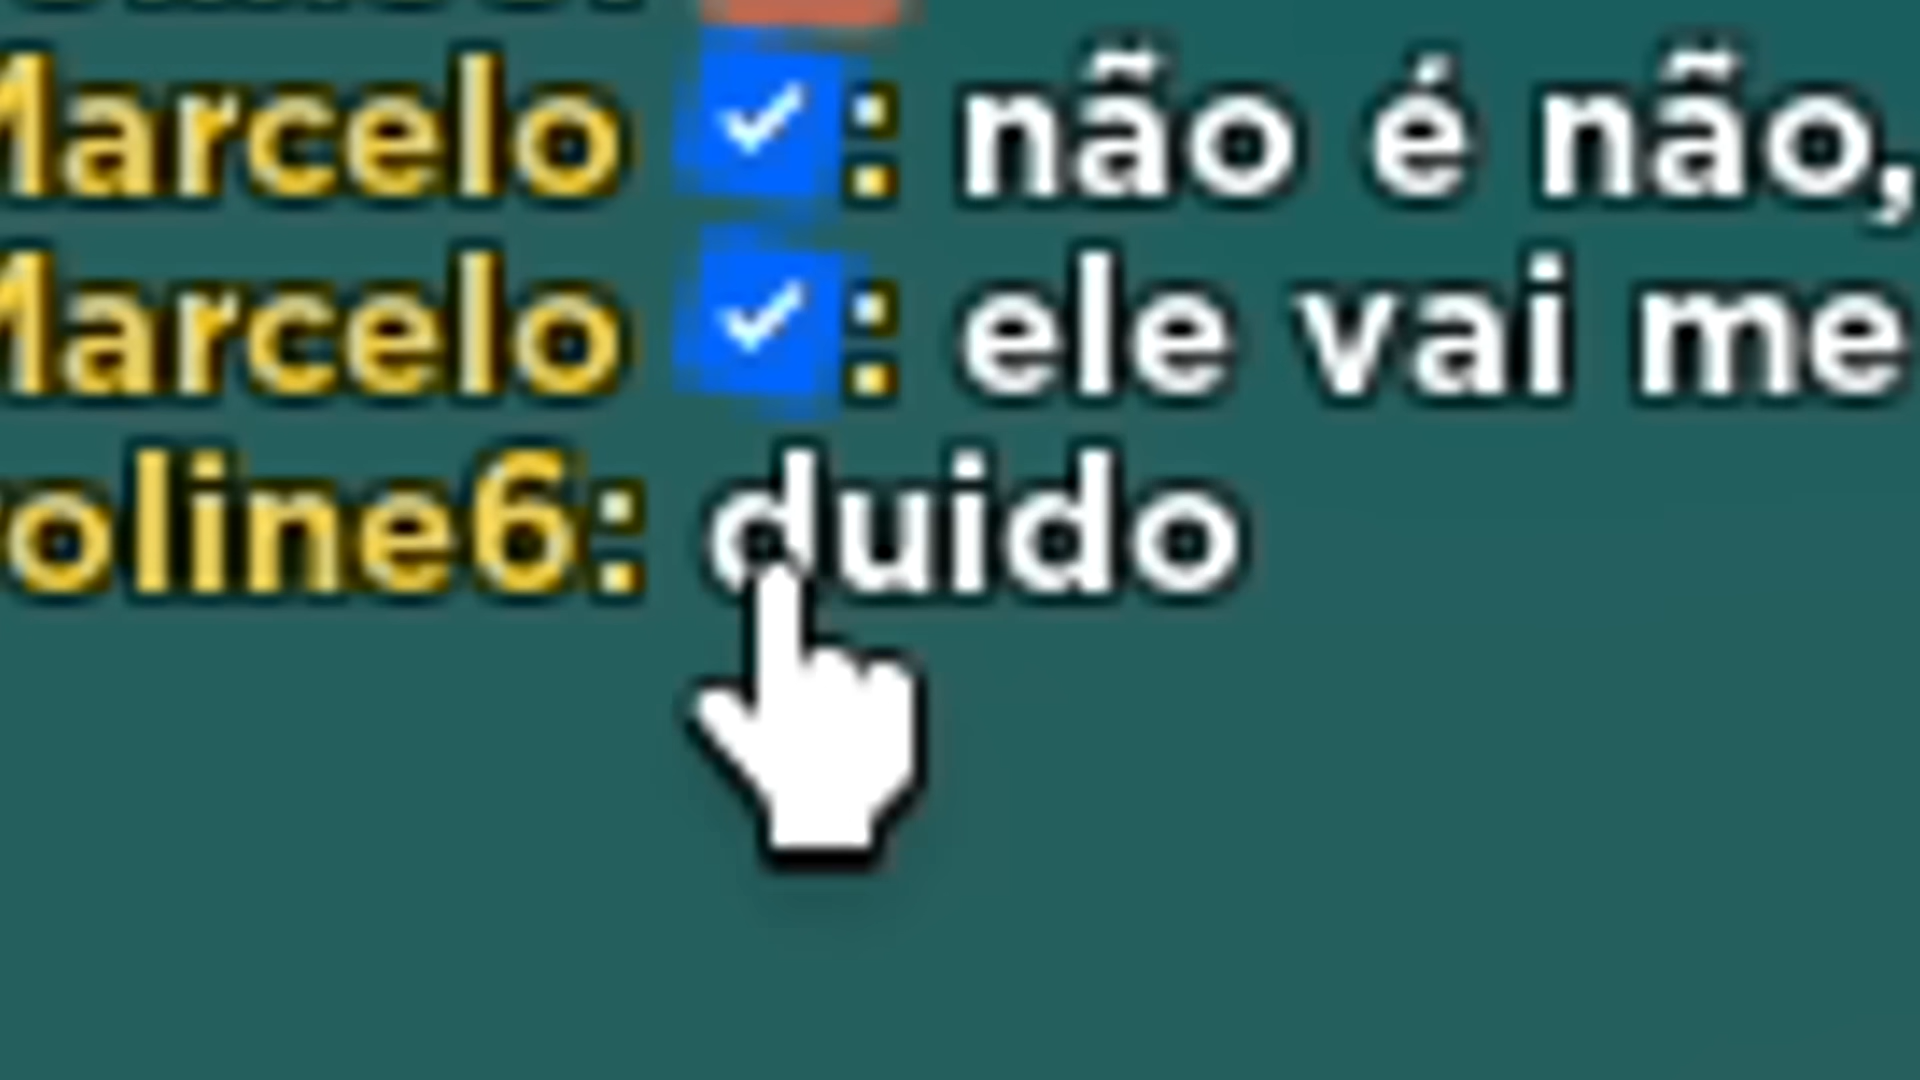 Marcelo : não é não,
Marcelo : ele vai me
oline6: duido